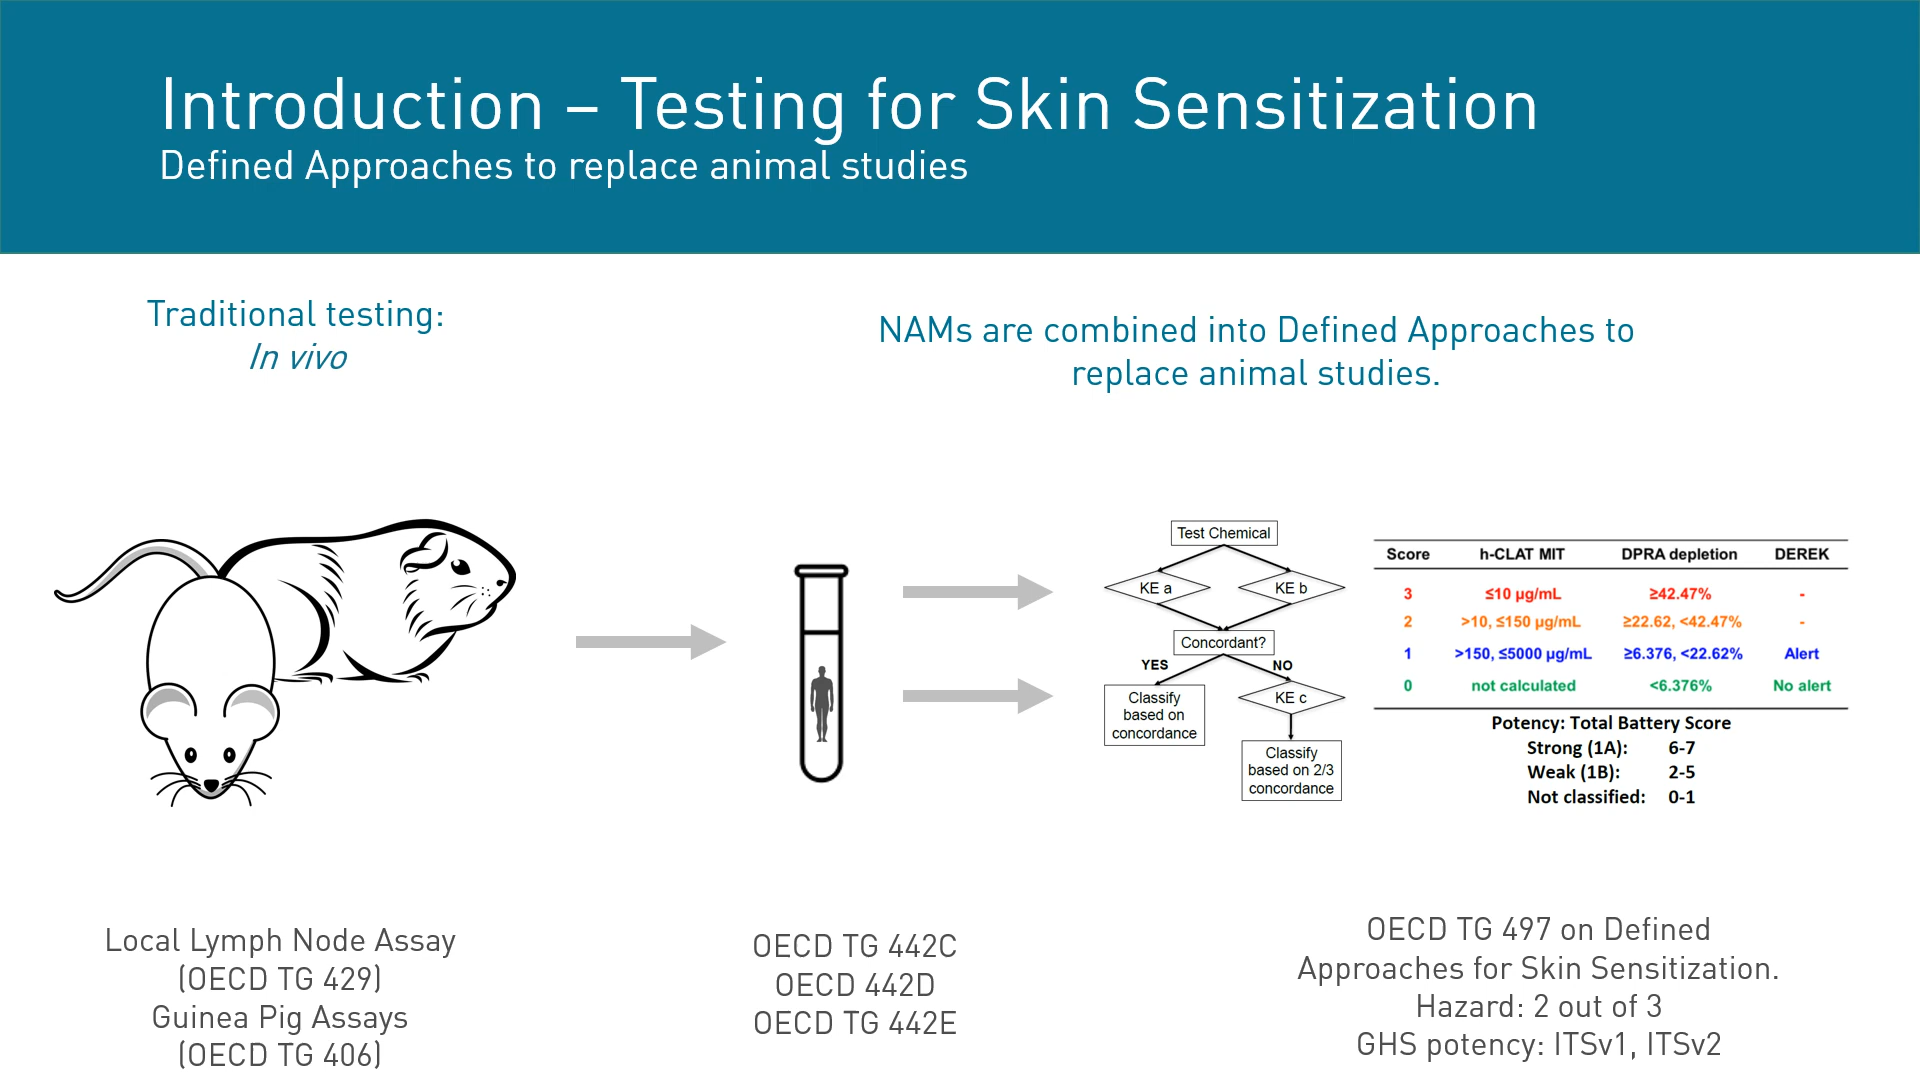 Introduction – Testing for Skin Sensitization
Defined Approaches to replace animal studies
Traditional testing:
In vivo
NAMs are combined into Defined Approaches to
replace animal studies.
Test Chemical
KE a KE b
Concordant?
YES NO
Classify
based on
concordance
KE c
Classify
based on 2/3
concordance
Score h-CLAT MIT DPRA depletion DEREK
3 ≤10 µg/mL ≥42.47% -
2 >10, ≤150 µg/mL ≥22.62, <42.47% -
1 >150, ≤5000 µg/mL ≥6.376, <22.62% Alert
0 not calculated <6.376% No alert
Potency: Total Battery Score
Strong (1A): 6-7
Weak (1B): 2-5
Not classified: 0-1
Local Lymph Node Assay
(OECD TG 429)
Guinea Pig Assays
(OECD TG 406)
OECD TG 442C
OECD 442D
OECD TG 442E
OECD TG 497 on Defined
Approaches for Skin Sensitization.
Hazard: 2 out of 3
GHS potency: ITSv1, ITSv2